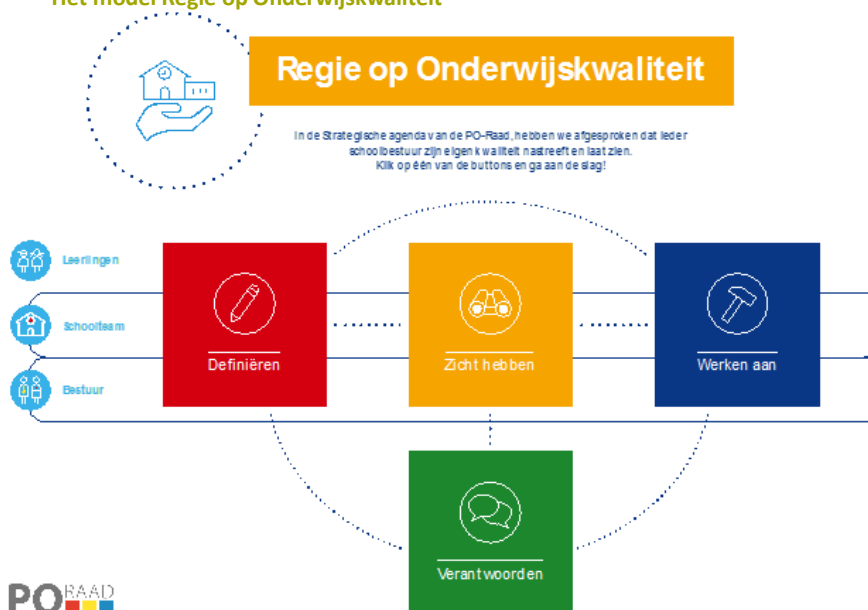 Het model Regie op Onderwijskwaliteit
Regie op Onderwijskwaliteit
In de Strategische agenda van de PO-Raad, hebben we afgesproken dat ieder
schoolbestuur zijn eigen kwaliteit nastreeft en laat zien.
Klik op één van de buttons en ga aan de slag!
Leerlingen
Schoolteam
Bestuur
Definiëren
Zicht hebben
Werken aan
Verantwoorden
PORAAD